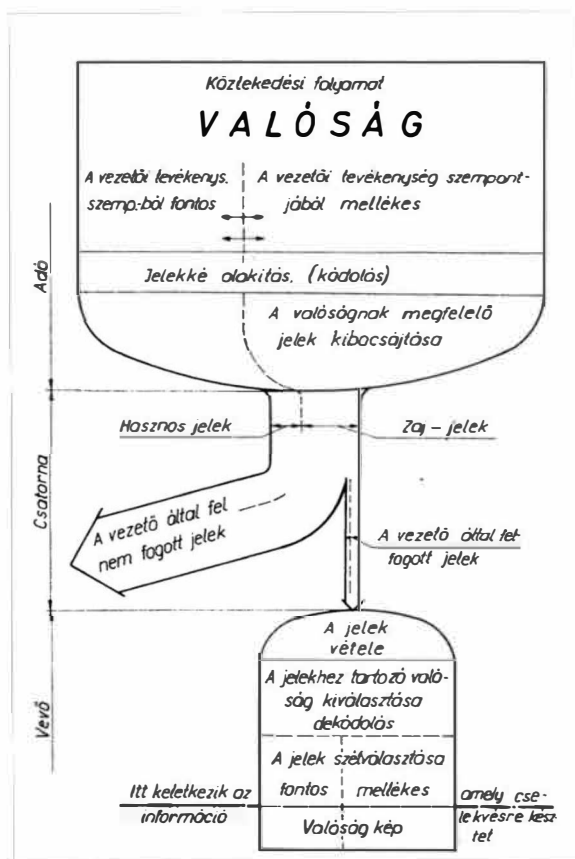 Közlekedési folyamat
VALÓSÁG
A vezetői tevékenys.
szemp.-ból fontos
A vezetői tevékenység szempont-
jából mellékes
Jelekké alakítás, (kódolás)
A valóságnak megfelelő
jelek kibocsájtása
Adó
Hasznos jelek
Zaj – jelek
Csatorna
A vezető által fel
nem fogott jelek
A vezető által fel-
fogott jelek
A jelek
vétele
A jelekhez tartozó való-
ság kiválasztása
dekódolás
Vevő
A jelek szétválasztása
fontos mellékes
Itt keletkezik az
információ
Valóság kép
amely cse-
lekvésre kész-
tet